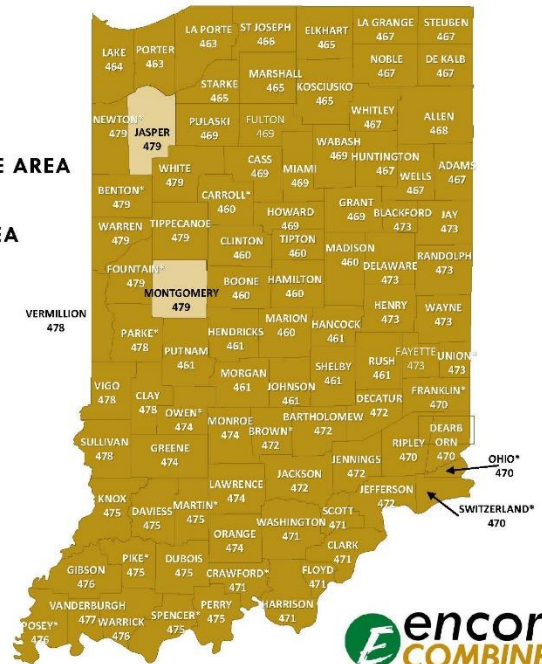 LA PORTE
463
ST JOSEPH
466
ELKHART
465
LA GRANGE
467
STEUBEN
467
LAKE
464
PORTER
463
NOBLE
467
DE KALB
467
STARKE
465
MARSHALL
465
KOSCIUSKO
465
NEWTON*
479
JASPER
479
PULASKI
469
FULTON
469
WHITLEY
467
ALLEN
468
E AREA
WHITE
479
CASS
469
MIAMI
469
WABASH
469
HUNTINGTON
467
WELLS
467
ADAMS
467
BENTON*
479
CARROLL*
460
HOWARD
469
GRANT
469
BLACKFORD
473
JAY
473
EA
WARREN
479
TIPPECANOE
479
CLINTON
460
TIPTON
460
MADISON
460
DELAWARE
473
RANDOLPH
473
FOUNTAIN*
479
MONTGOMERY
479
BOONE
460
HAMILTON
460
HENRY
473
WAYNE
473
VERMILLION
478
PARKE*
478
PUTNAM
461
HENDRICKS
461
MARION
460
HANCOCK
461
RUSH
461
FAYETTE
473
UNION*
473
VIGO
478
CLAY
478
MORGAN
461
JOHNSON
461
SHELBY
461
DECATUR
472
FRANKLIN*
470
OWEN*
474
MONROE
474
BROWN*
472
BARTHOLOMEW
472
DEARB
ORN
470
SULLIVAN
478
GREENE
474
JENNINGS
472
RIPLEY
470
OHIO*
470
LAWRENCE
474
JACKSON
472
JEFFERSON
472
SWITZERLAND*
470
KNOX
475
DAVIESS
475
MARTIN*
475
ORANGE
474
WASHINGTON
471
SCOTT
471
CLARK
471
GIBSON
476
PIKE*
475
DUBOIS
475
CRAWFORD*
471
FLOYD
471
HARRISON
471
POSEY*
476
VANDERBURGH
477
WARRICK
476
SPENCER*
475
PERRY
475
E
encor
COMBINE